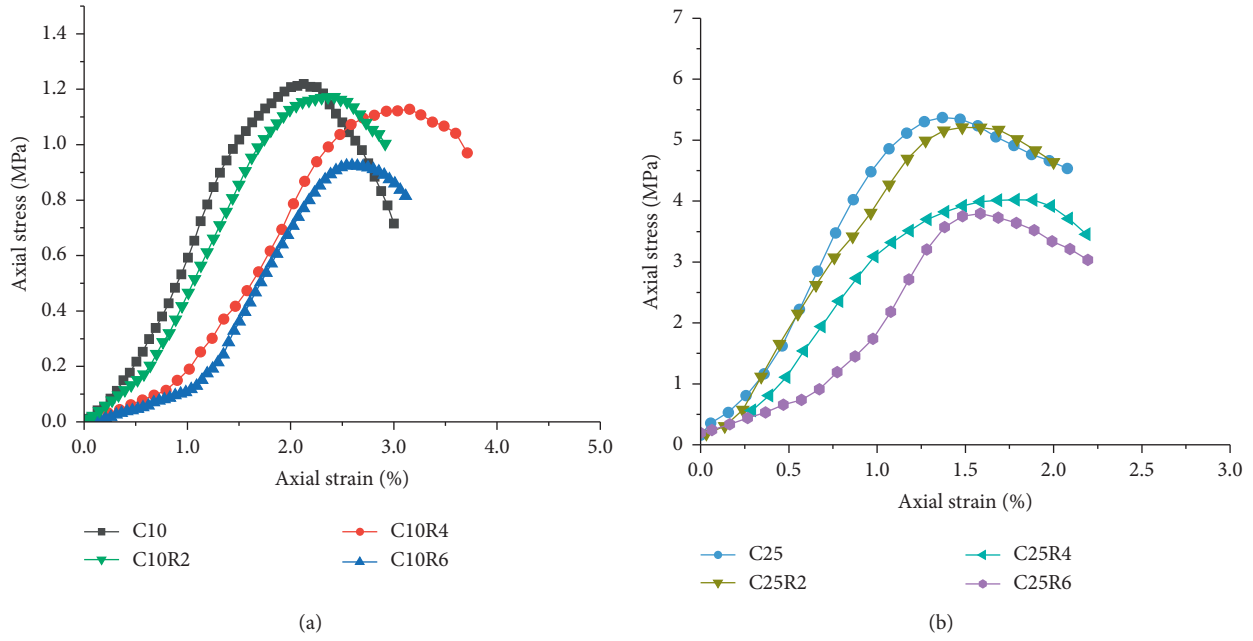 (a)
1.4
1.2
1.0
0.8
0.6
0.4
0.2
0.0
Axial stress (MPa)
0.0 1.0 2.0 3.0 4.0 5.0
Axial strain (%)
C10 C10R4
C10R2 C10R6
(a)
(b)
7
6
5
4
3
2
1
0
Axial stress (MPa)
0.0 0.5 1.0 1.5 2.0 2.5 3.0
Axial strain (%)
C25 C25R4
C25R2 C25R6
(b)